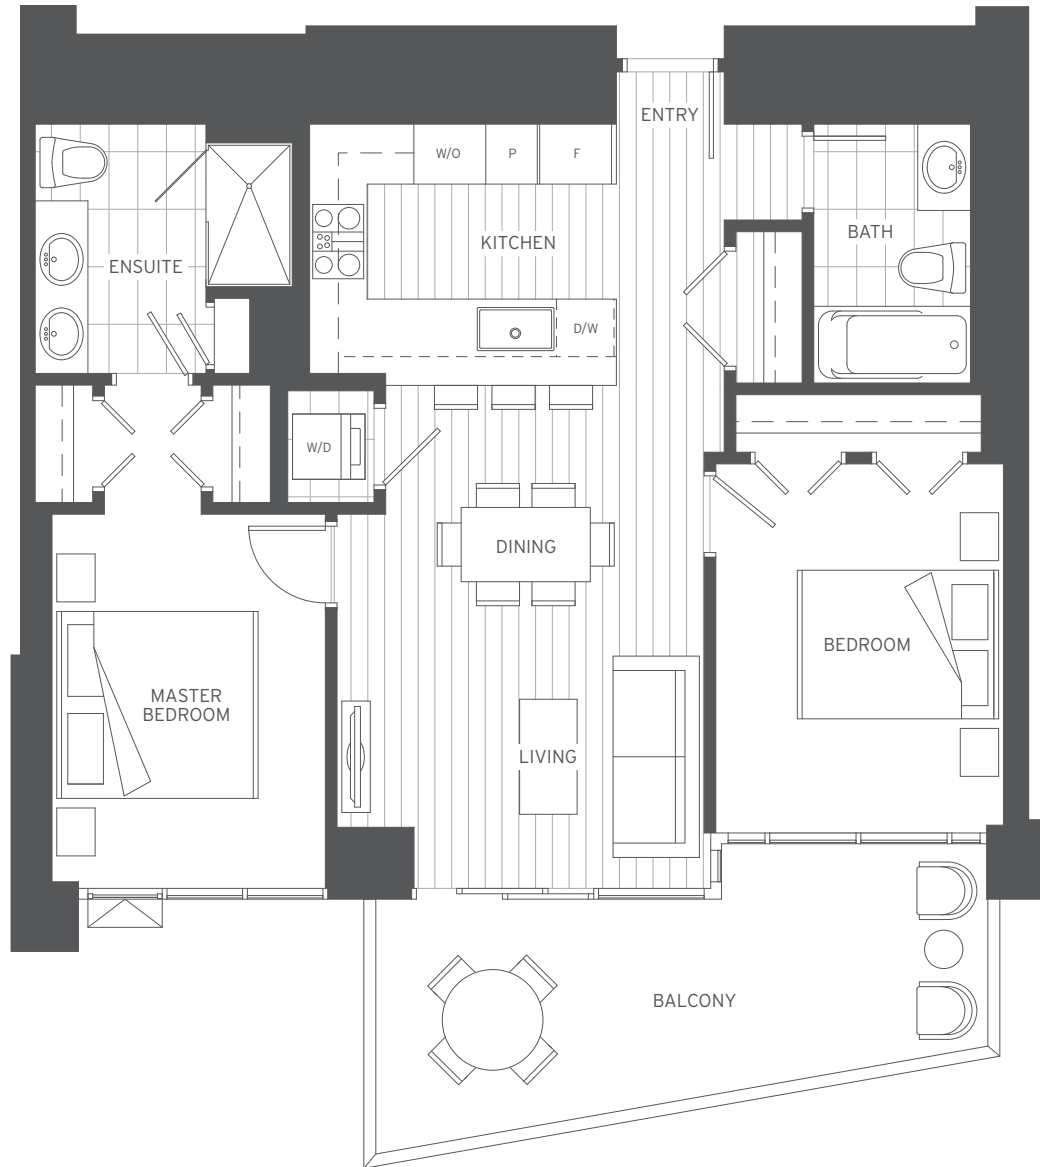 ENTRY
W/O
P
F
KITCHEN
BATH
ENSUITE
D/W
W/D
DINING
BEDROOM
MASTER
BEDROOM
LIVING
BALCONY